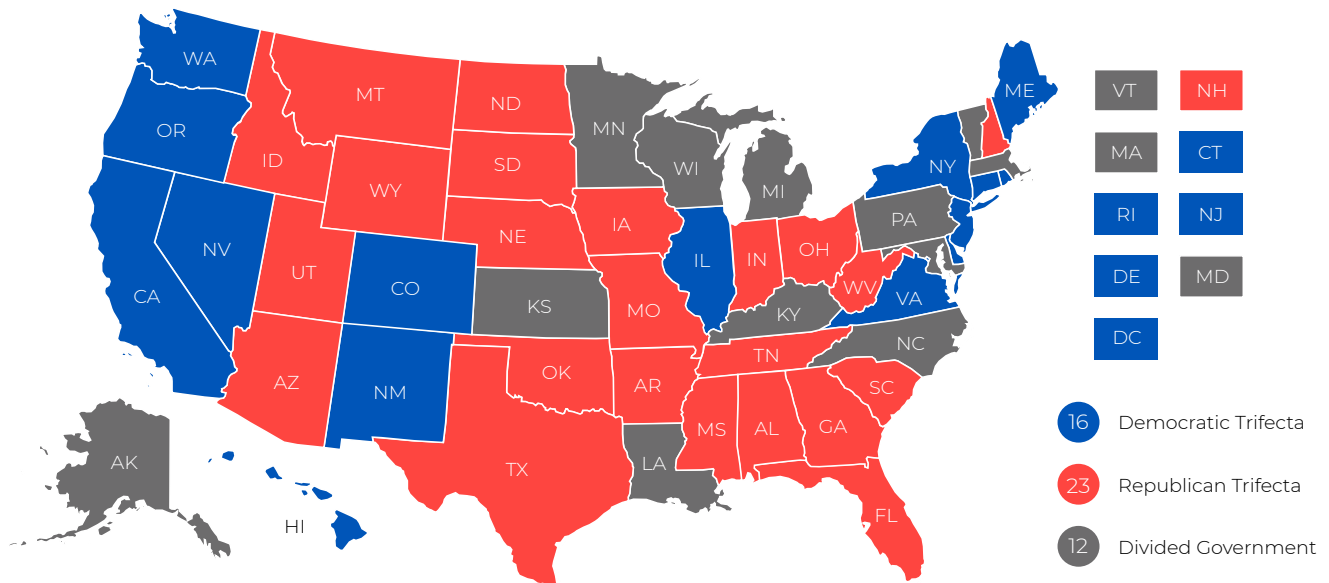 WA
ME
MT
ND
VT
NH
OR
MN
ID
SD
WI
NY
MA
CT
WY
MI
IA
PA
RI
NJ
NE
NV
UT
CO
IL
IN
OH
DE
MD
CA
KS
MO
WV
VA
KY
DC
AZ
NM
OK
AR
TN
NC
SC
MS
AL
GA
16 Democratic Trifecta
AK
TX
LA
23 Republican Trifecta
HI
FL
12 Divided Government